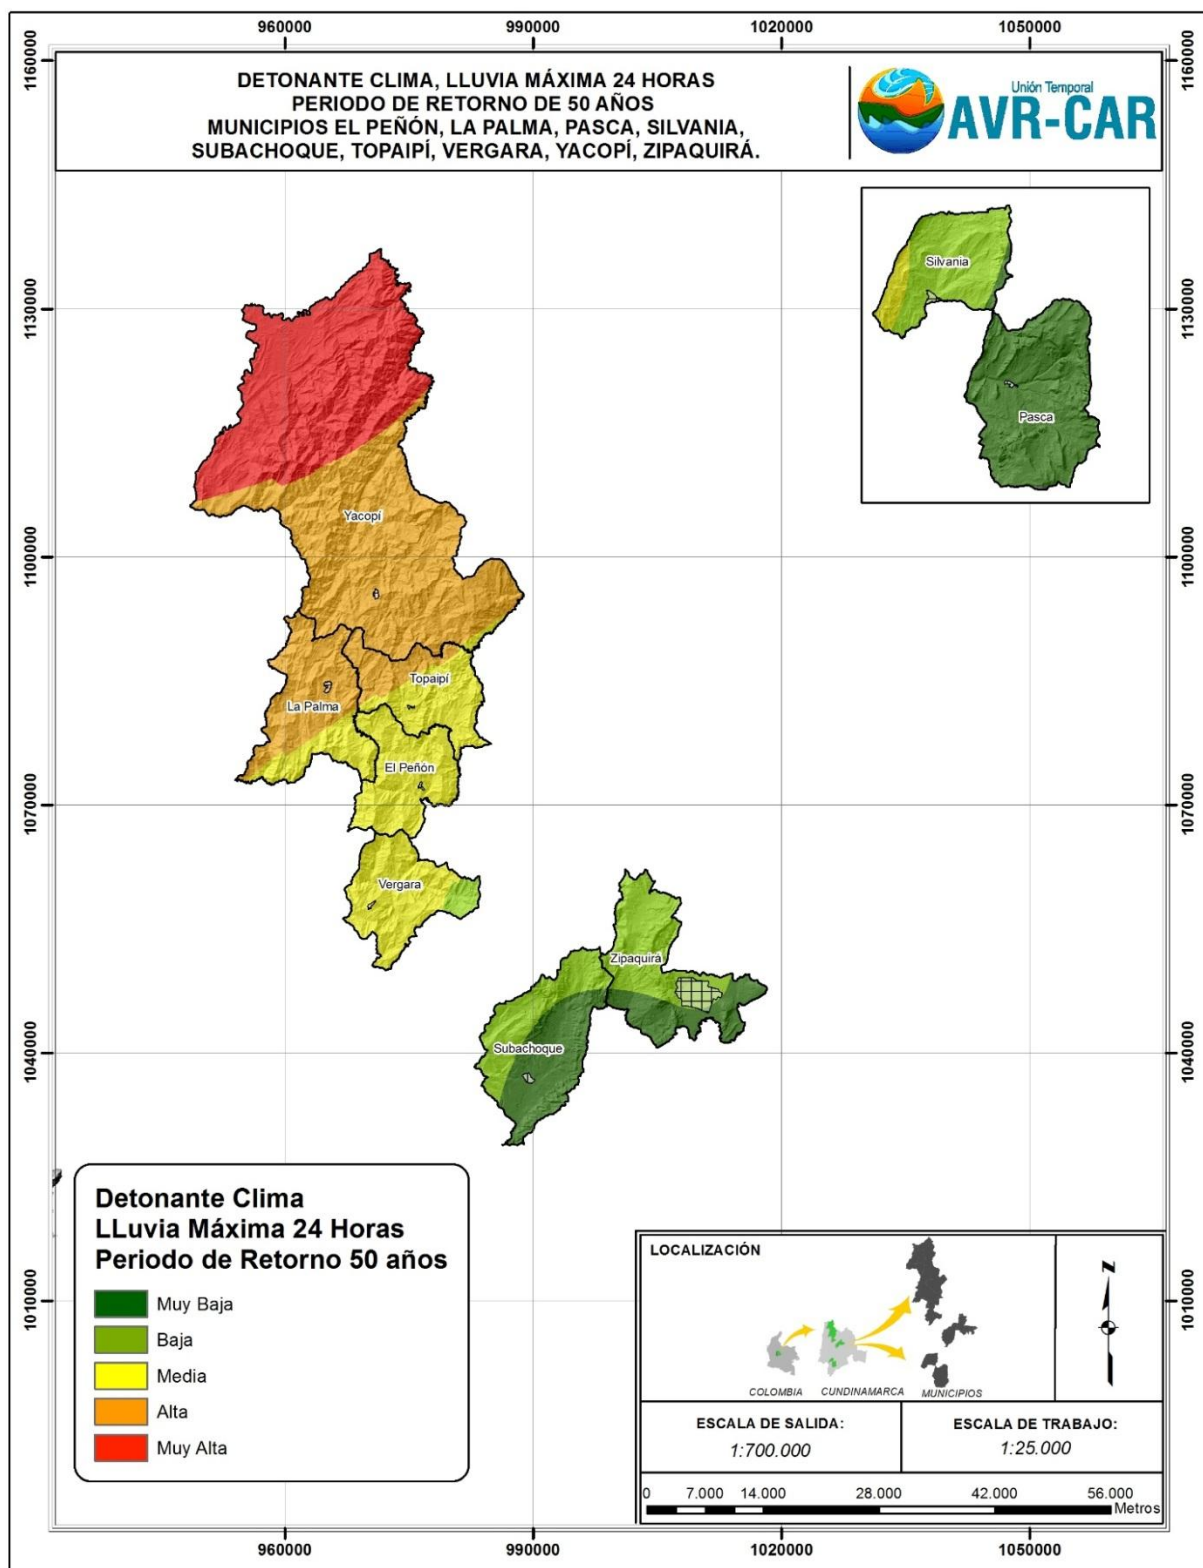 960000
990000
1020000
1050000
1160000
1160000
DETONANTE CLIMA, LLUVIA MÁXIMA 24 HORAS
PERIODO DE RETORNO DE 50 AÑOS
MUNICIPIOS EL PEÑÓN, LA PALMA, PASCA, SILVANIA,
SUBACHOQUE, TOPAIPÍ, VERGARA, YACOPÍ, ZIPAQUIRÁ.
Unión Temporal
AVR-CAR
Silvania
Pasca
1130000
1130000
Yacopí
1100000
1100000
Topaipí
La Palma
El Peñón
1070000
1070000
Vergara
Zipaquirá
Subachoque
1040000
1040000
Detonante Clima
LLuvia Máxima 24 Horas
Periodo de Retorno 50 años
Muy Baja
Baja
Media
Alta
Muy Alta
1010000
1010000
LOCALIZACIÓN
COLOMBIA
CUNDINAMARCA
MUNICIPIOS
N
ESCALA DE SALIDA:
1:700.000
ESCALA DE TRABAJO:
1:25.000
0 7.000 14.000 28.000 42.000 56.000
Metros
960000
990000
1020000
1050000